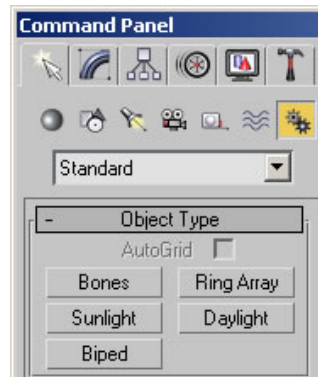 Command Panel
Standard
- Object Type
AutoGrid
Bones Ring Array
Sunlight Daylight
Biped